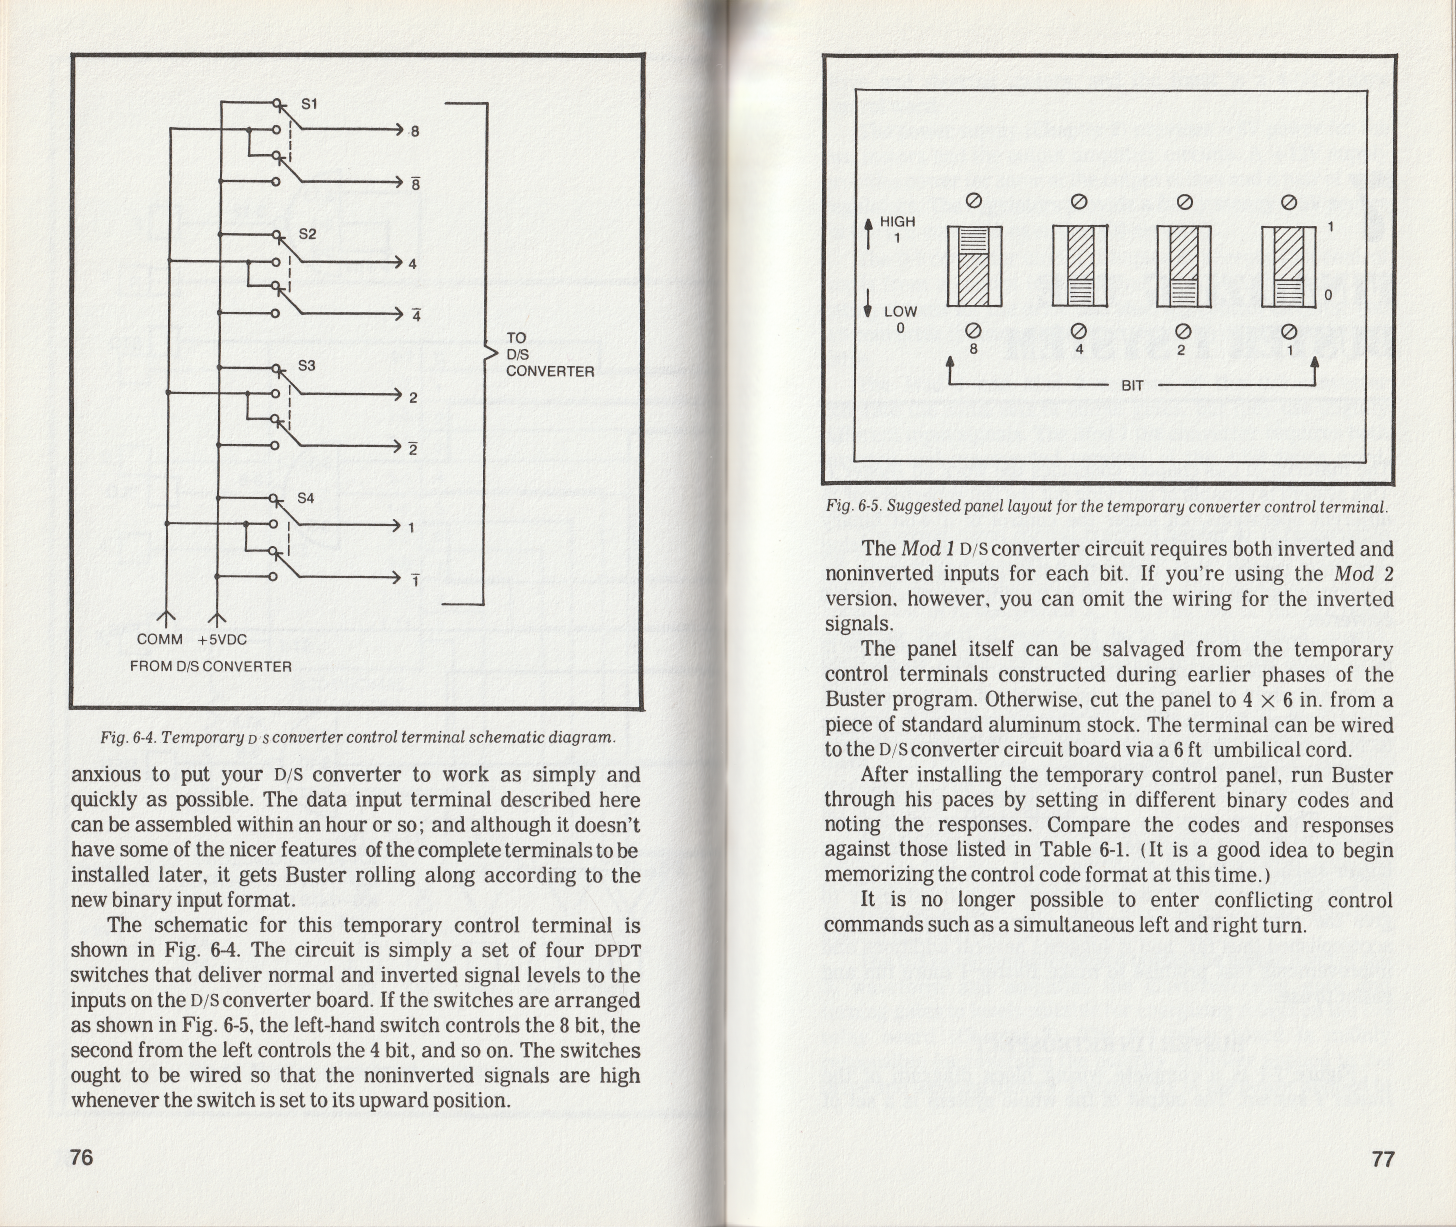 S1
8
8̅
S2
4
4̅
TO
D/S
CONVERTER
S3
2
2̅
S4
1
1̅
COMM +5VDC
FROM D/S CONVERTER
Fig. 6-4. Temporary D/S converter control terminal schematic diagram.
anxious to put your D/S converter to work as simply and
quickly as possible. The data input terminal described here
can be assembled within an hour or so; and although it doesn't
have some of the nicer features of the complete terminals to be
installed later, it gets Buster rolling along according to the
new binary input format.
The schematic for this temporary control terminal is
shown in Fig. 6-4. The circuit is simply a set of four DPDT
switches that deliver normal and inverted signal levels to the
inputs on the D/S converter board. If the switches are arranged
as shown in Fig. 6-5, the left-hand switch controls the 8 bit, the
second from the left controls the 4 bit, and so on. The switches
ought to be wired so that the noninverted signals are high
whenever the switch is set to its upward position.
76
HIGH
1
1
LOW
0
0
8 4 2 1
BIT
Fig. 6-5. Suggested panel layout for the temporary converter control terminal.
The Mod 1 D/S converter circuit requires both inverted and
noninverted inputs for each bit. If you're using the Mod 2
version, however, you can omit the wiring for the inverted
signals.
The panel itself can be salvaged from the temporary
control terminals constructed during earlier phases of the
Buster program. Otherwise, cut the panel to 4 × 6 in. from a
piece of standard aluminum stock. The terminal can be wired
to the D/S converter circuit board via a 6 ft umbilical cord.
After installing the temporary control panel, run Buster
through his paces by setting in different binary codes and
noting the responses. Compare the codes and responses
against those listed in Table 6-1. (It is a good idea to begin
memorizing the control code format at this time.)
It is no longer possible to enter conflicting control
commands such as a simultaneous left and right turn.
77